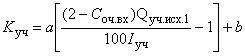 K_уч = a[((2 − C_оч.вх)Q_уч.исх.1)/(100I_уч) − 1] + b